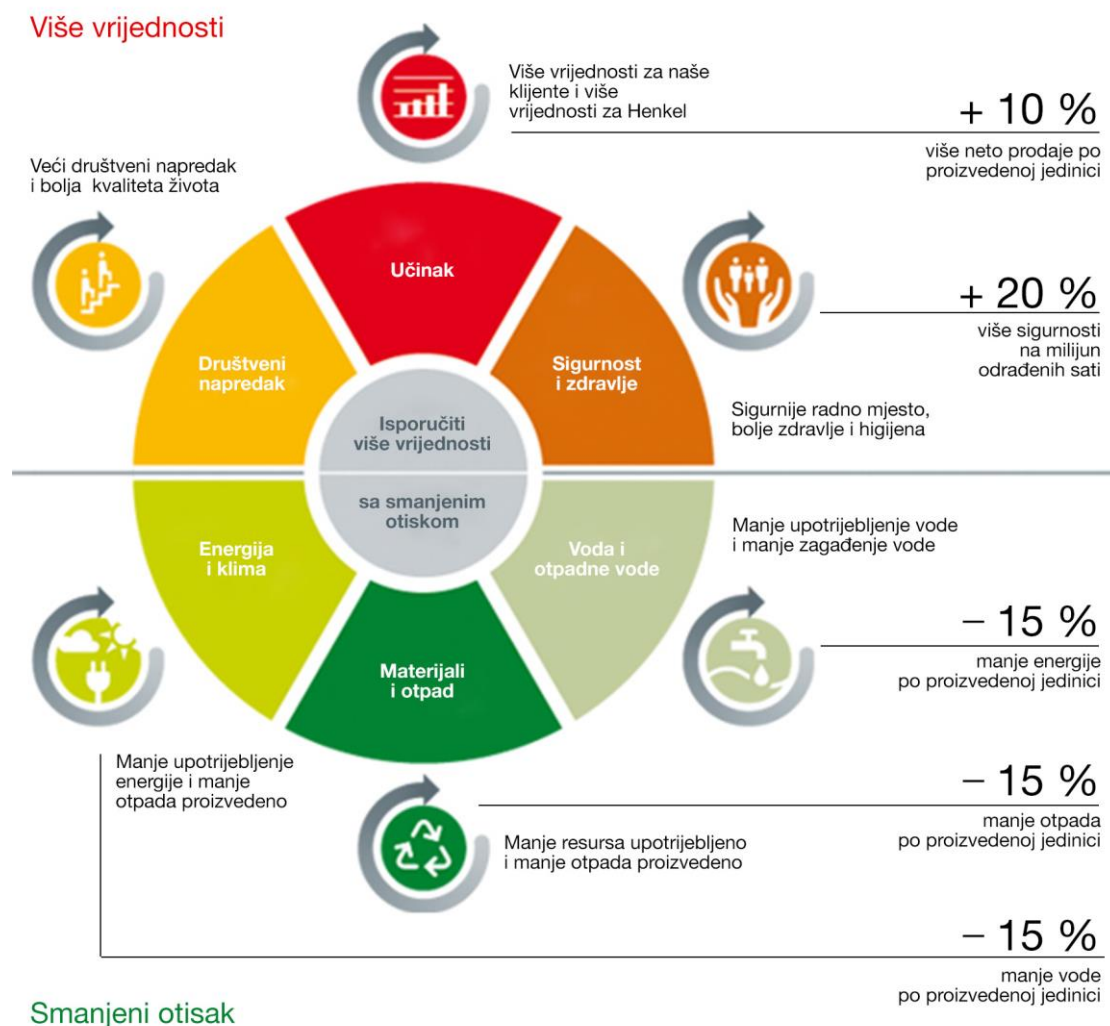 Više vrijednosti
Više vrijednosti za naše
klijente i više
vrijednosti za Henkel
+ 10 %
više neto prodaje po
proizvedenoj jedinici
Veći društveni napredak
i bolja kvaliteta života
Učinak
+ 20 %
više sigurnosti
na milijun
odrađenih sati
Društveni
napredak
Sigurnost
i zdravlje
Sigurnije radno mjesto,
bolje zdravlje i higijena
Isporučiti
više vrijednosti
sa smanjenim
otiskom
Energija
i klima
Voda i
otpadne vode
Manje upotrijebljenje vode
i manje zagađenje vode
− 15 %
manje energije
po proizvedenoj jedinici
Materijali
i otpad
Manje upotrijebljenje
energije i manje
otpada proizvedeno
− 15 %
manje otpada
po proizvedenoj jedinici
Manje resursa upotrijebljeno
i manje otpada proizvedeno
− 15 %
manje vode
po proizvedenoj jedinici
Smanjeni otisak